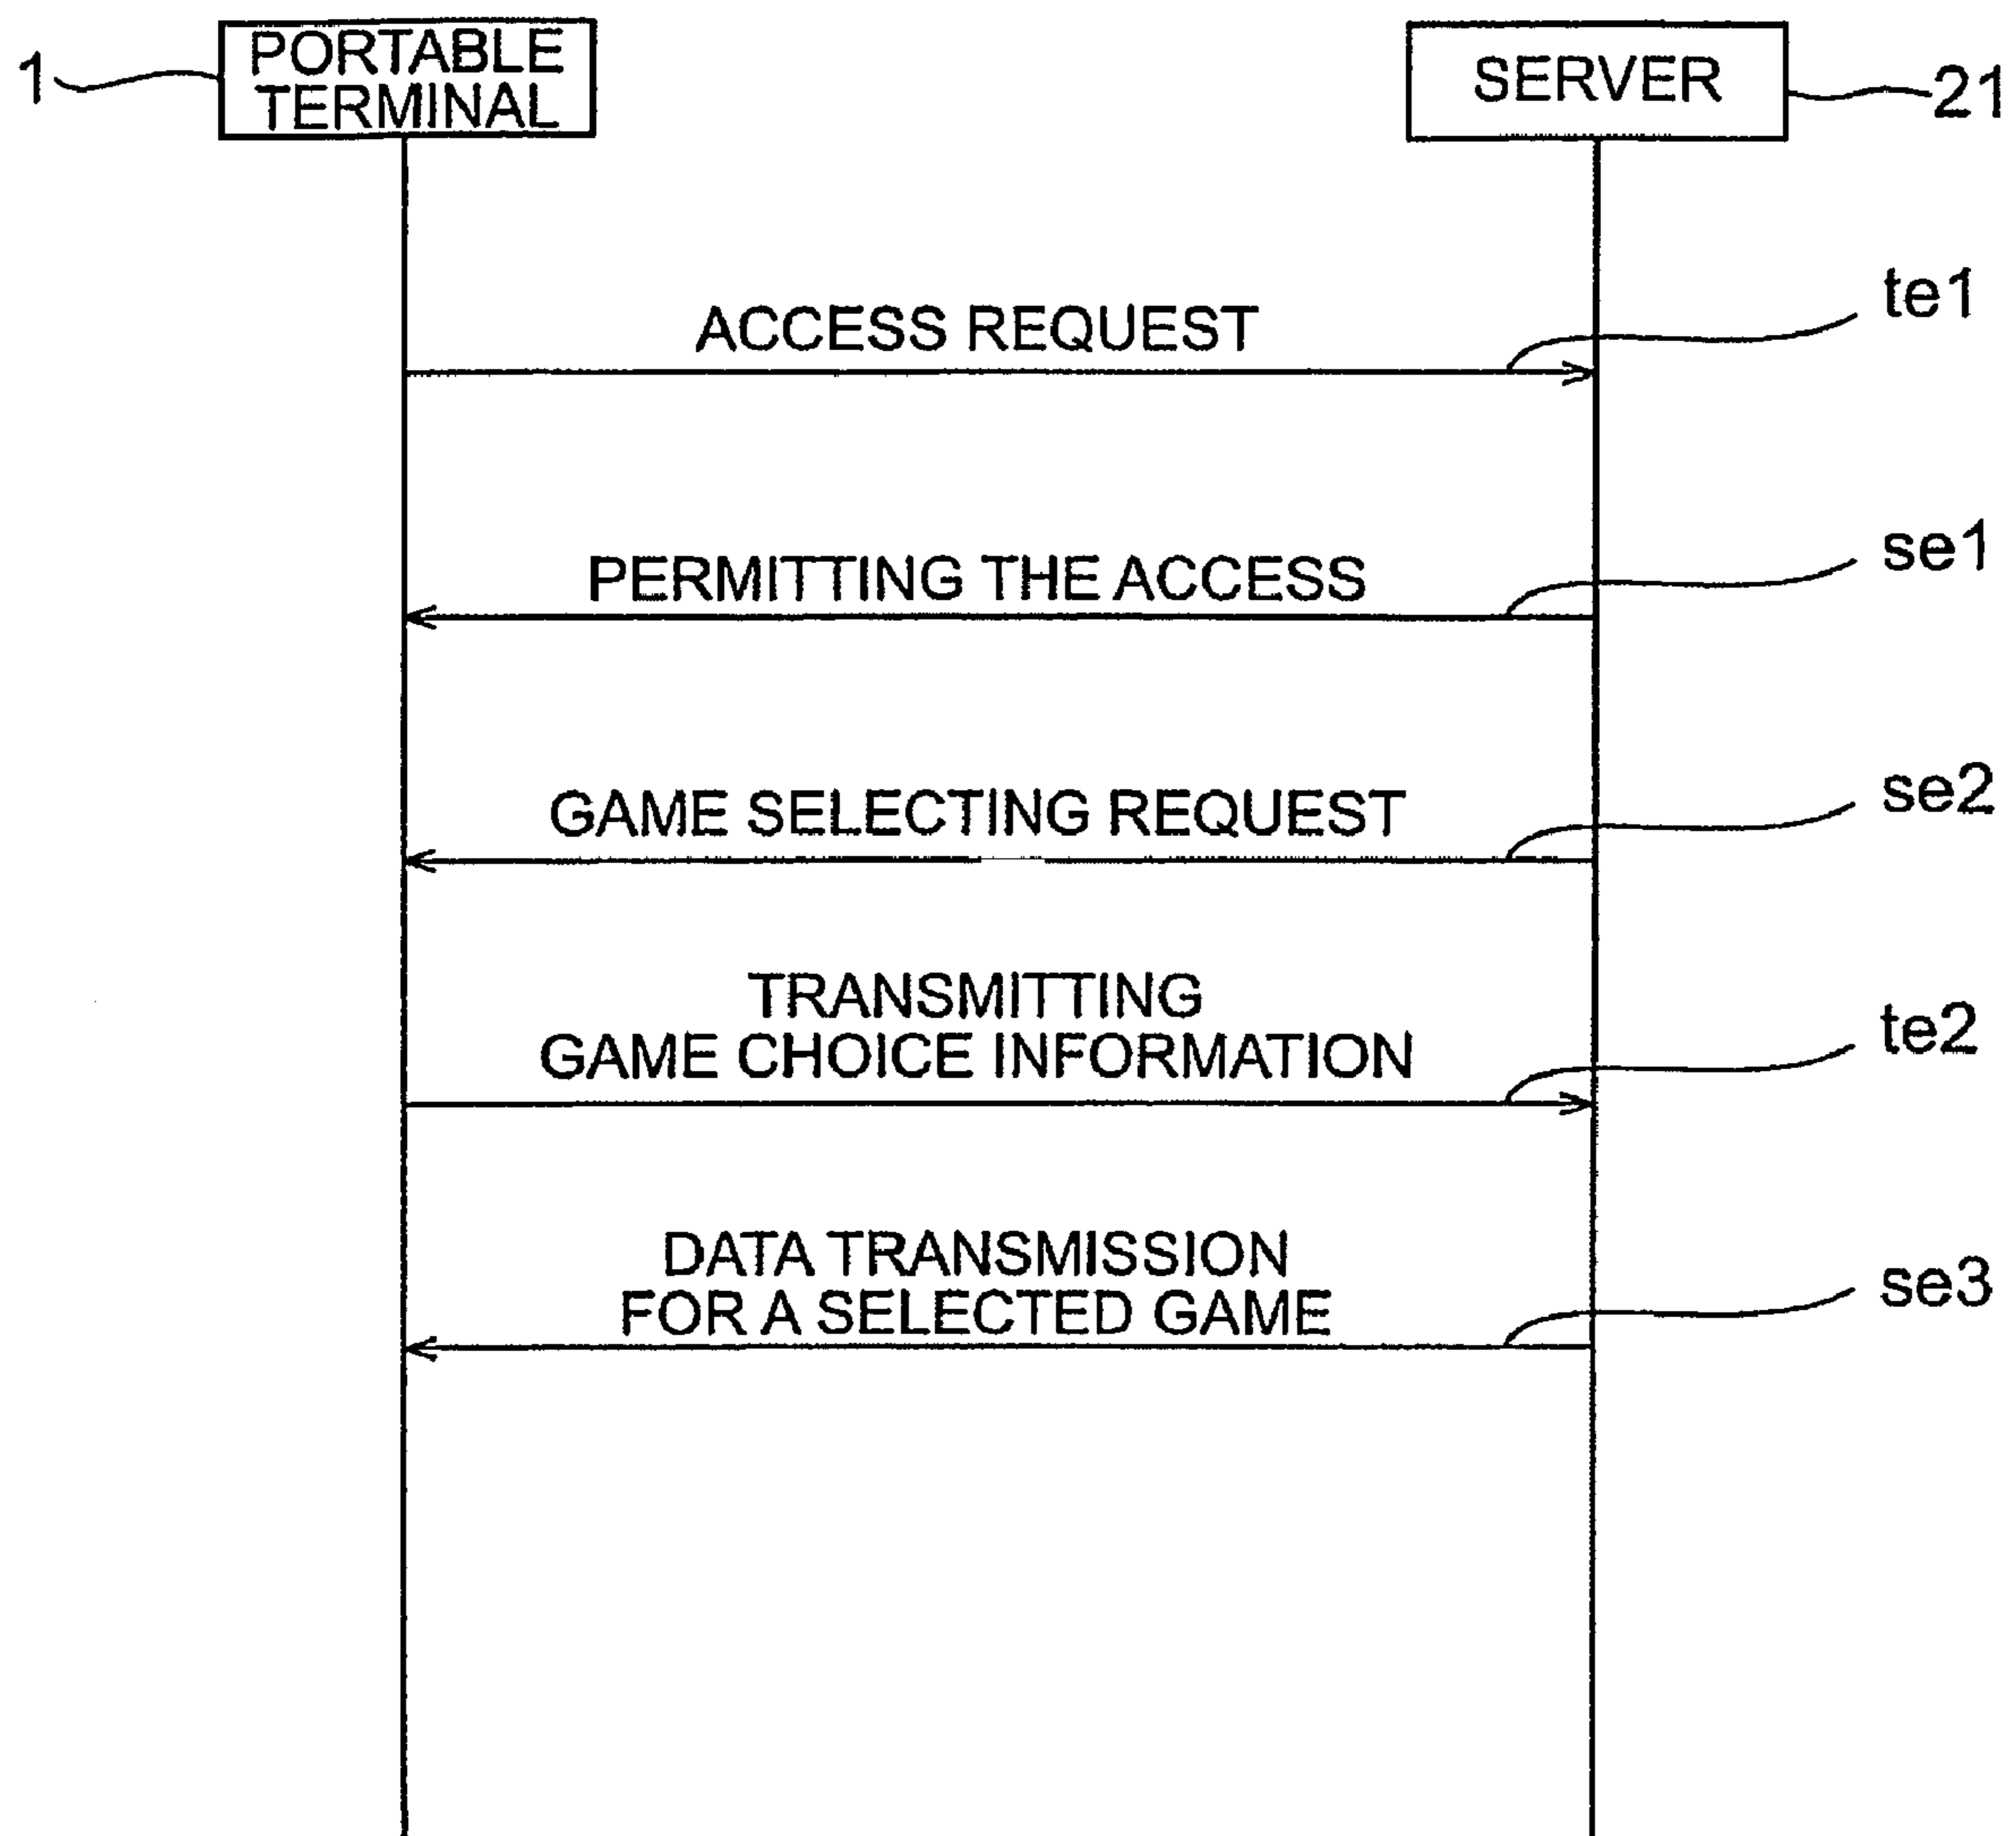 1
PORTABLE
TERMINAL
SERVER
21
ACCESS REQUEST
te1
PERMITTING THE ACCESS
se1
GAME SELECTING REQUEST
se2
TRANSMITTING
GAME CHOICE INFORMATION
te2
DATA TRANSMISSION
FOR A SELECTED GAME
se3